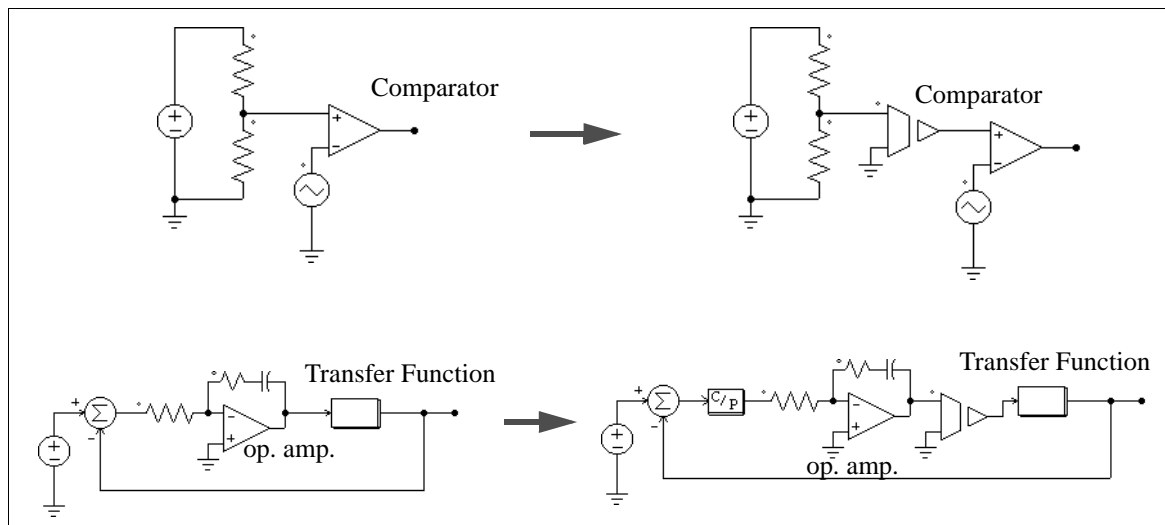 Comparator
Comparator
Transfer Function
op. amp.
Transfer Function
C/P
op. amp.